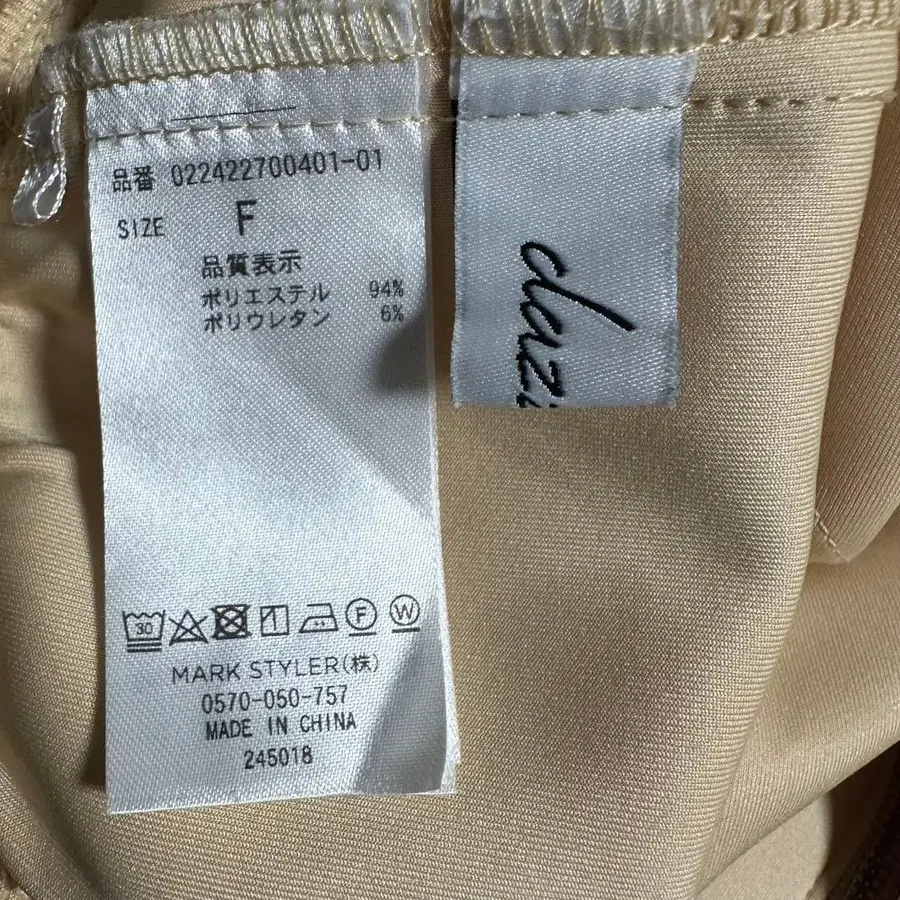 品番 022422700401-01
SIZE F
品質表示
ポリエステル 94%
ポリウレタン 6%
30
F W
MARK STYLER(株)
0570-050-757
MADE IN CHINA
245018